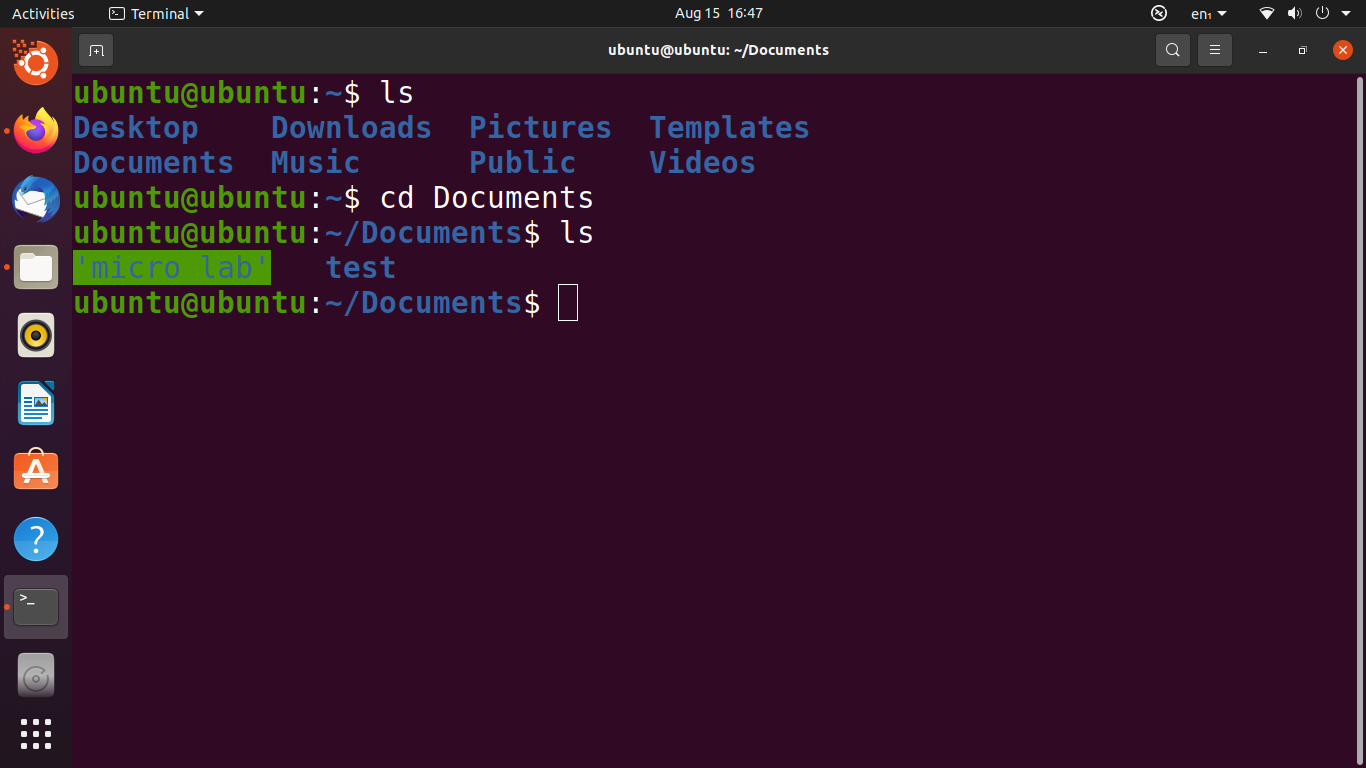 Activities Terminal Aug 15 16:47 en₁
ubuntu@ubuntu: ~/Documents
ubuntu@ubuntu:~$ ls
Desktop Downloads Pictures Templates
Documents Music Public Videos
ubuntu@ubuntu:~$ cd Documents
ubuntu@ubuntu:~/Documents$ ls
'micro lab' test
ubuntu@ubuntu:~/Documents$